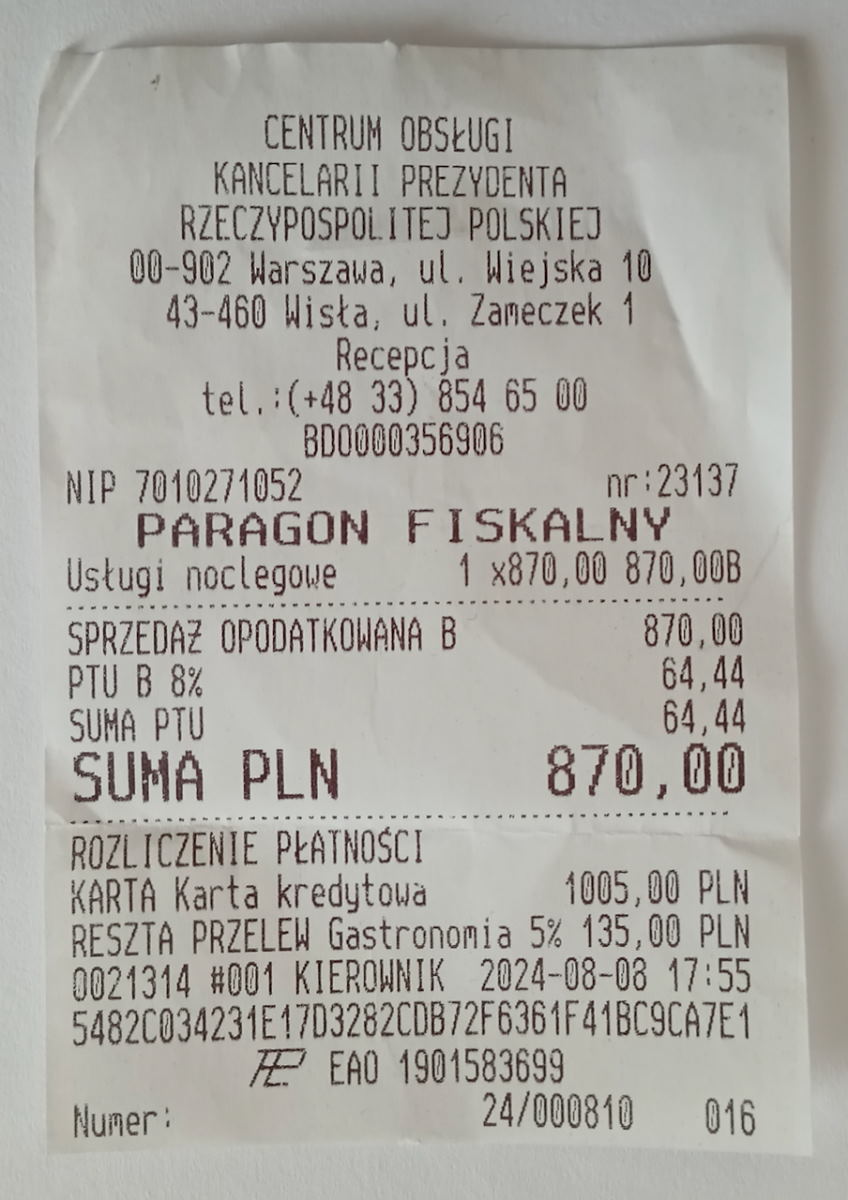 CENTRUM OBSŁUGI
KANCELARII PREZYDENTA
RZECZYPOSPOLITEJ POLSKIEJ
00-902 Warszawa, ul. Wiejska 10
43-460 Wisła, ul. Zameczek 1
Recepcja
tel.:(+48 33) 854 65 00
BDO000356906
NIP 7010271052 nr:23137
PARAGON FISKALNY
Usługi noclegowe 1 x870,00 870,00B
SPRZEDAŻ OPODATKOWANA B 870,00
PTU B 8% 64,44
SUMA PTU 64,44
SUMA PLN 870,00
ROZLICZENIE PŁATNOŚCI
KARTA Karta kredytowa 1005,00 PLN
RESZTA PRZELEW Gastronomia 5% 135,00 PLN
0021314 #001 KIEROWNIK 2024-08-08 17:55
5482C034231E17D3282CDB72F6361F41BC9CA7E1
EAO 1901583699
Numer: 24/000810 016